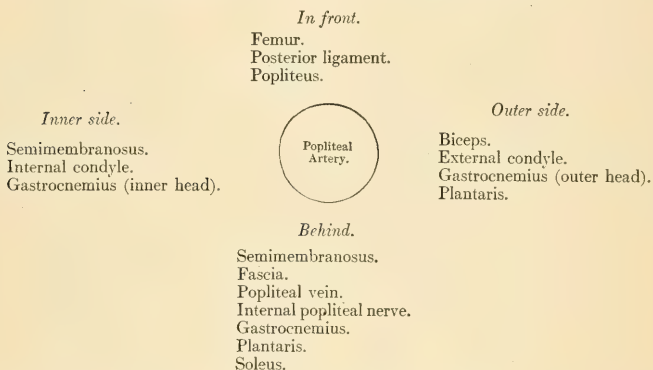 In front.
Femur.
Posterior ligament.
Popliteus.
Inner side.
Semimembranosus.
Internal condyle.
Gastrocnemius (inner head).
Popliteal
Artery.
Outer side.
Biceps.
External condyle.
Gastrocnemius (outer head).
Plantaris.
Behind.
Semimembranosus.
Fascia.
Popliteal vein.
Internal popliteal nerve.
Gastrocnemius.
Plantaris.
Soleus.